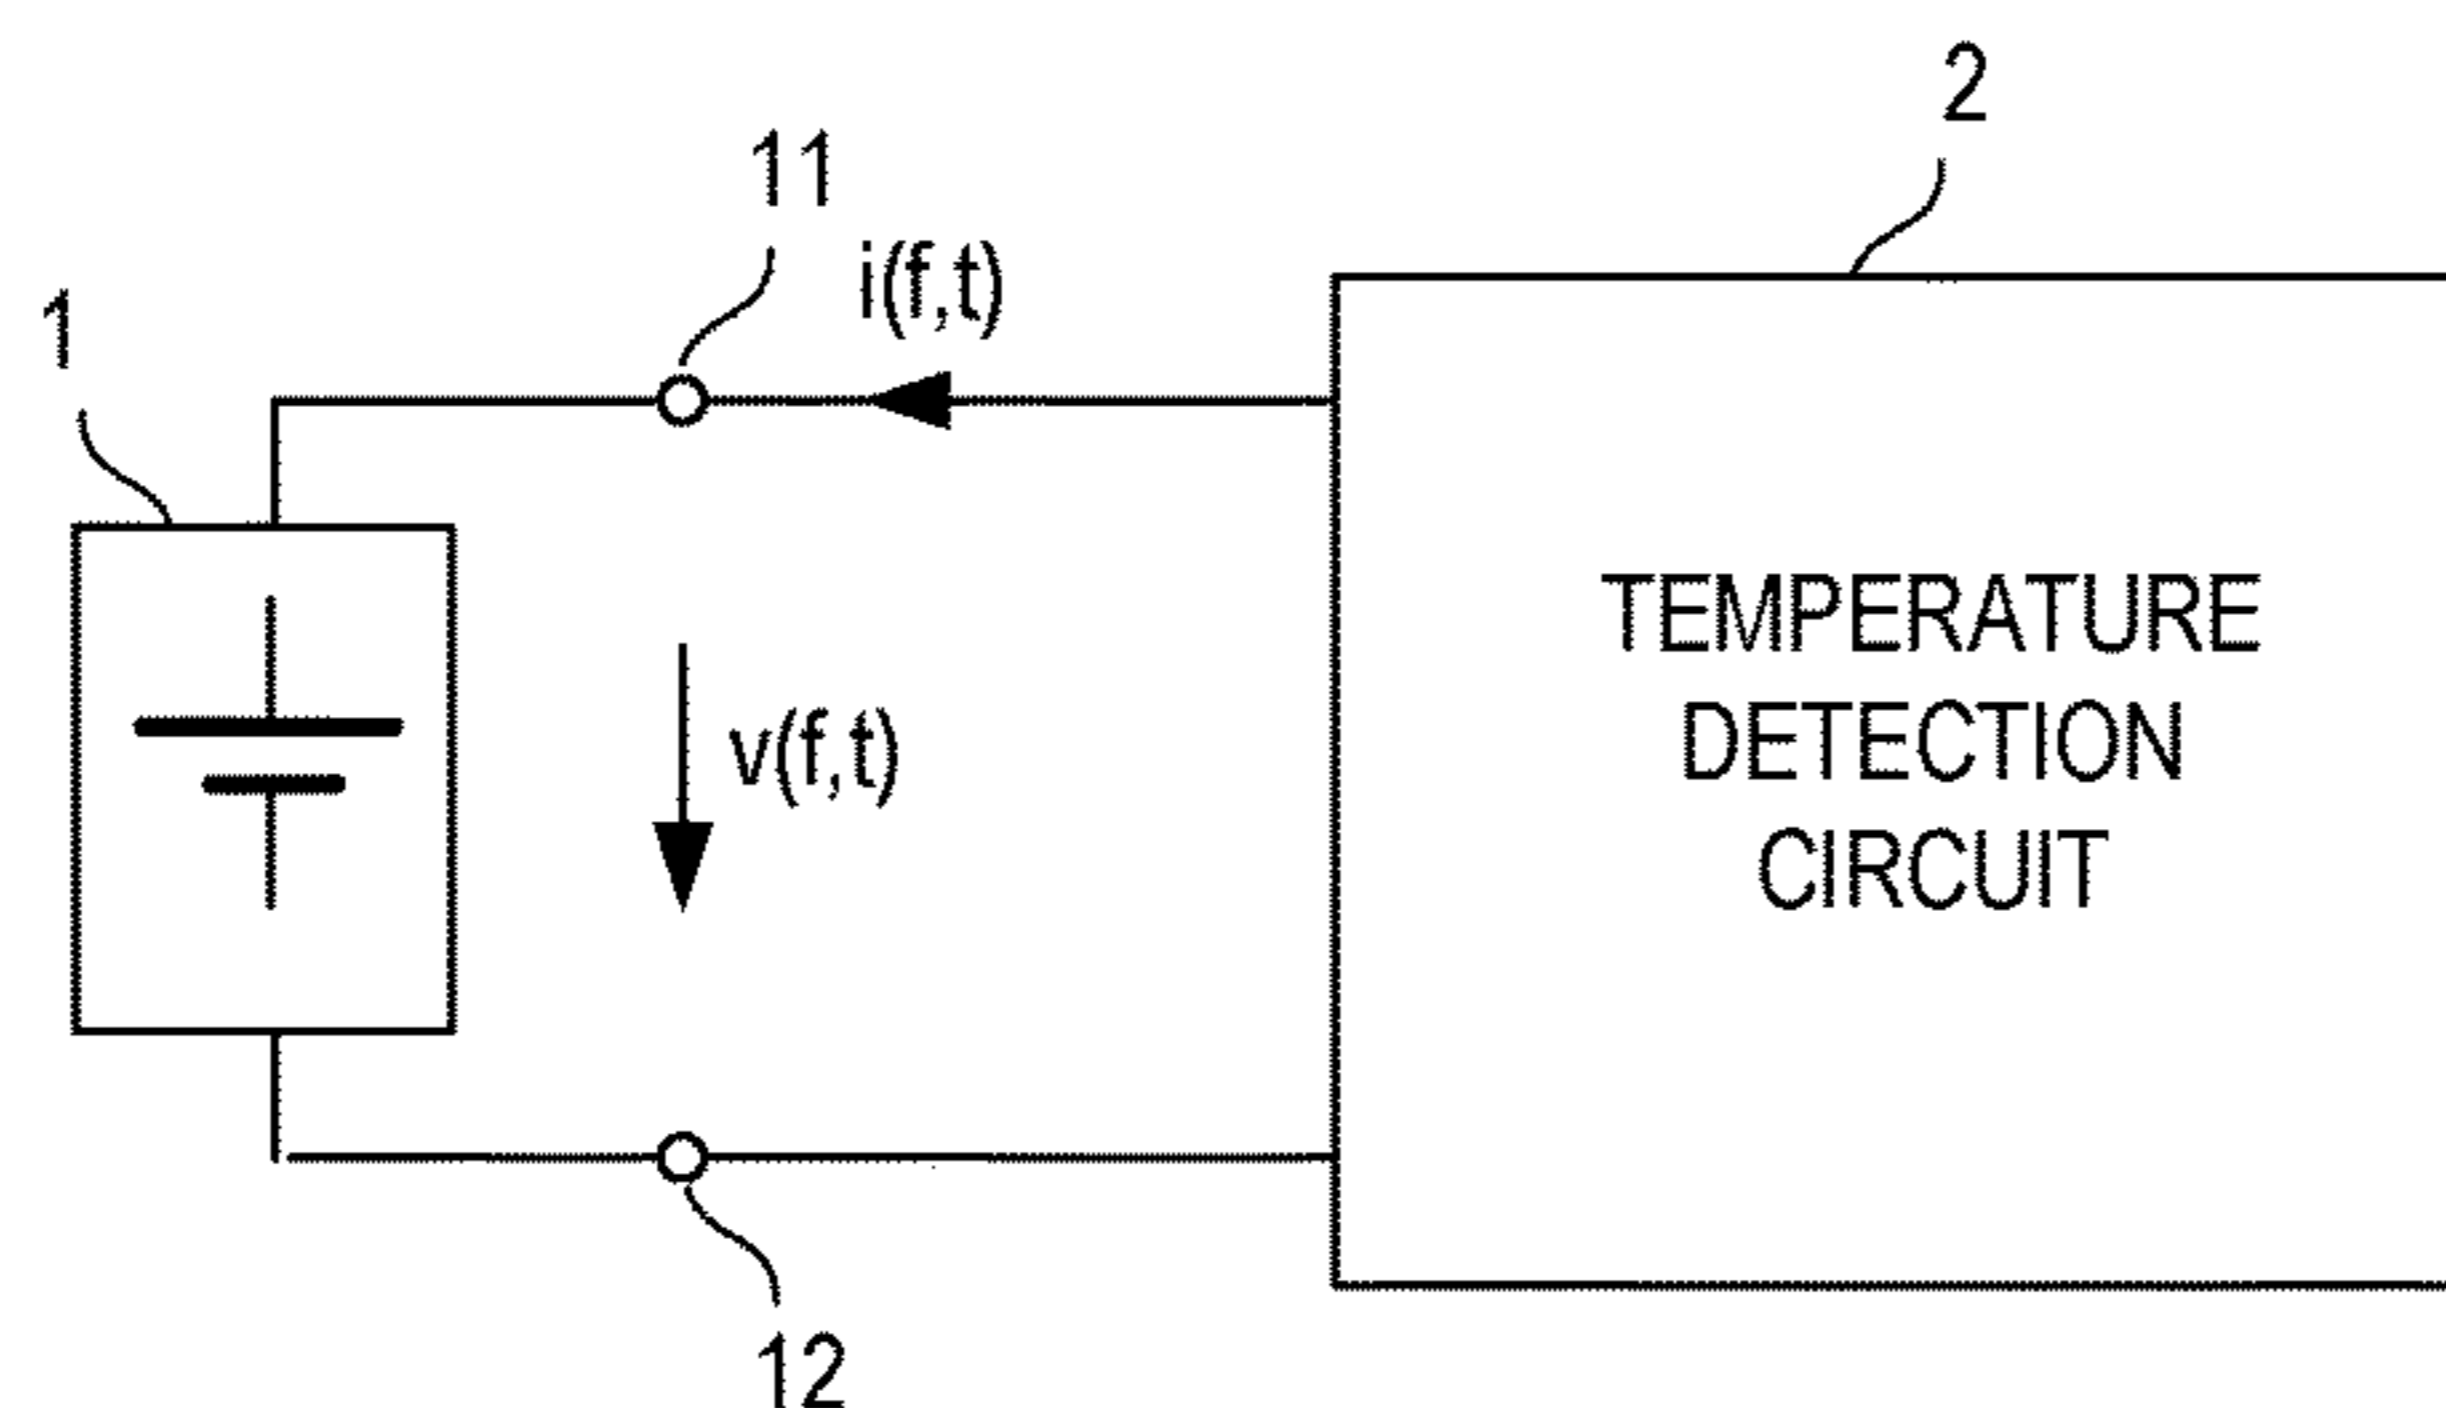 2
11
i(f,t)
1
v(f,t)
TEMPERATURE
DETECTION
CIRCUIT
12